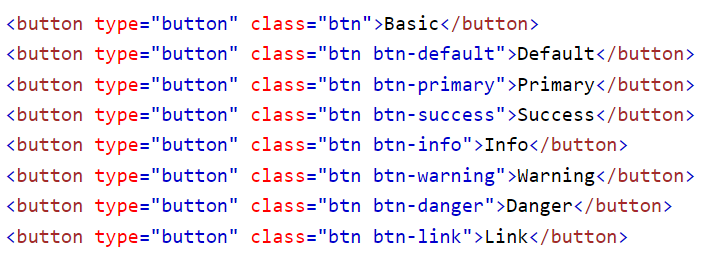 <button type="button" class="btn">Basic</button>
<button type="button" class="btn btn-default">Default</button>
<button type="button" class="btn btn-primary">Primary</button>
<button type="button" class="btn btn-success">Success</button>
<button type="button" class="btn btn-info">Info</button>
<button type="button" class="btn btn-warning">Warning</button>
<button type="button" class="btn btn-danger">Danger</button>
<button type="button" class="btn btn-link">Link</button>